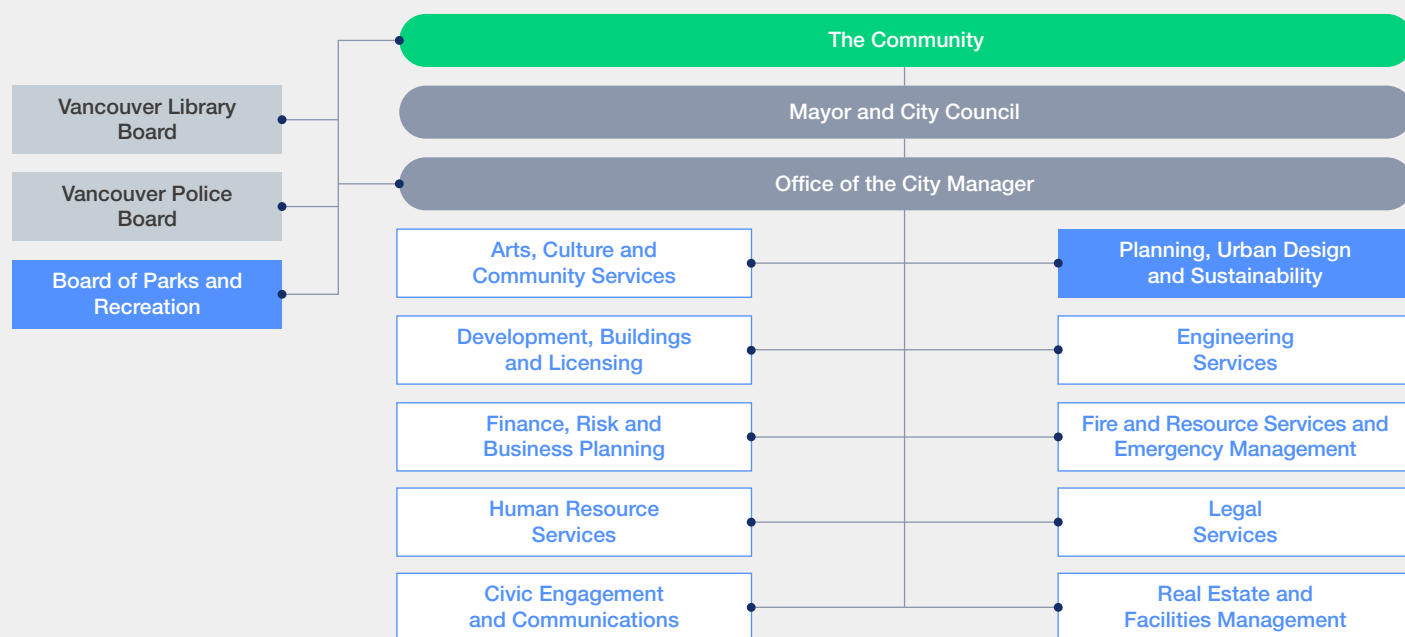 The Community
Vancouver Library
Board
Mayor and City Council
Vancouver Police
Board
Office of the City Manager
Board of Parks and
Recreation
Arts, Culture and
Community Services
Planning, Urban Design
and Sustainability
Development, Buildings
and Licensing
Engineering
Services
Finance, Risk and
Business Planning
Fire and Resource Services and
Emergency Management
Human Resource
Services
Legal
Services
Civic Engagement
and Communications
Real Estate and
Facilities Management